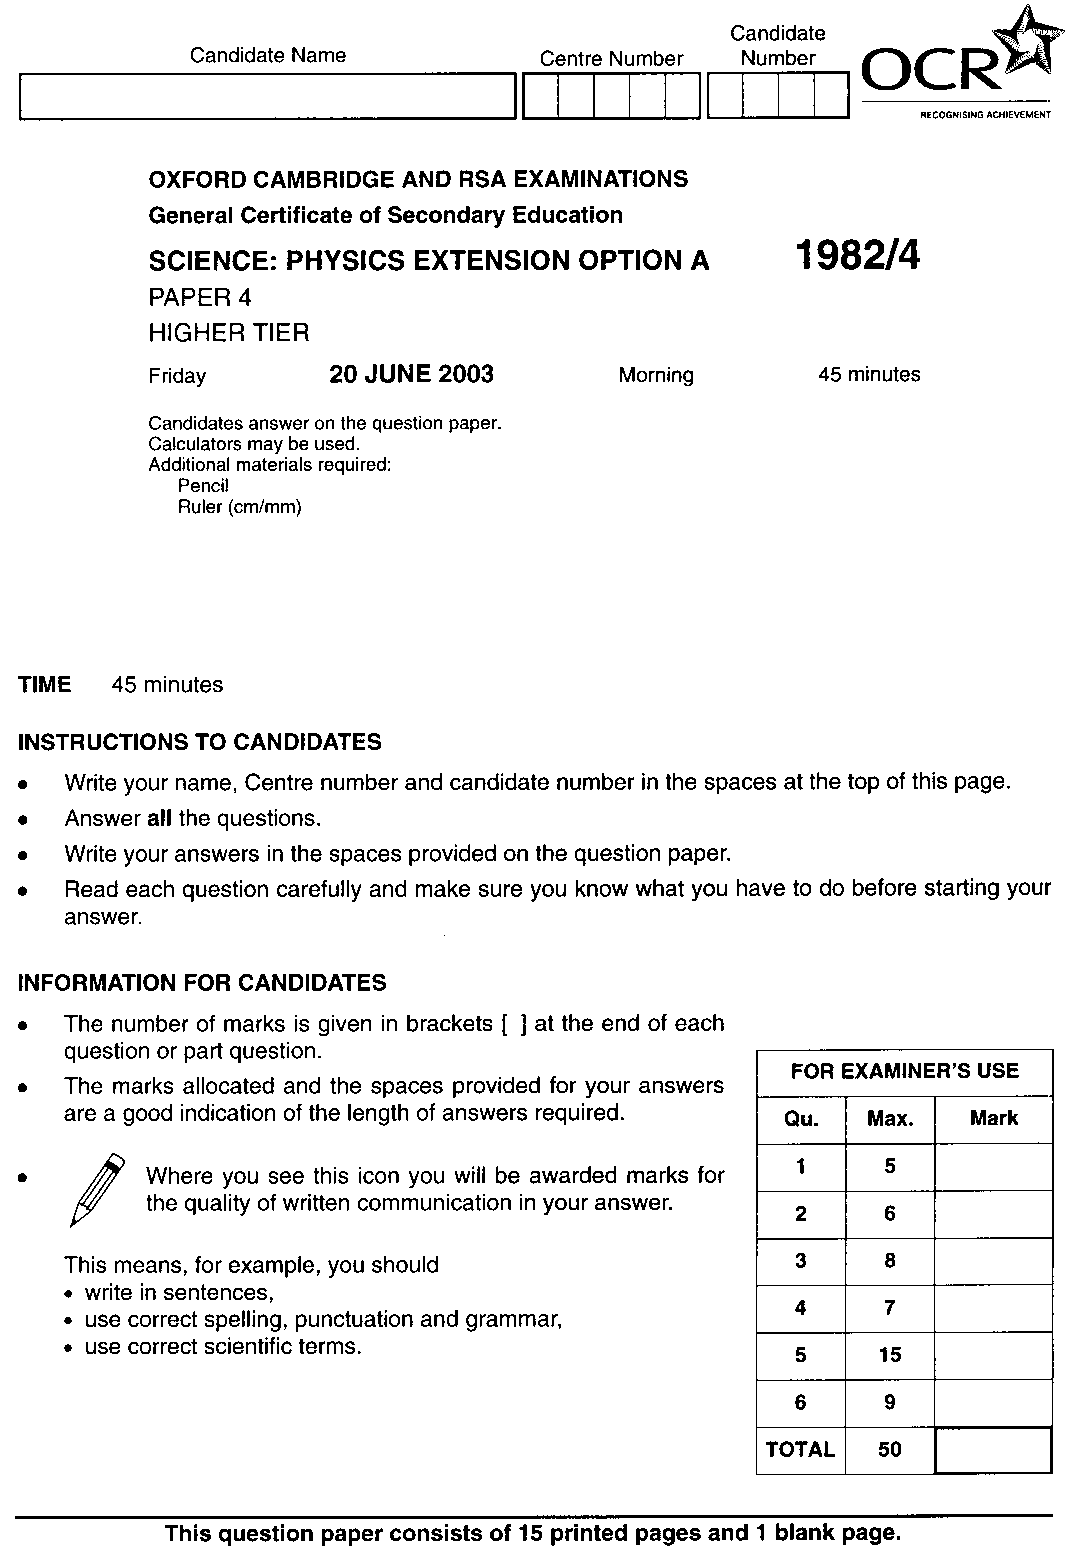 Candidate Name
Centre Number
Candidate
Number
OCR
RECOGNISING ACHIEVEMENT
OXFORD CAMBRIDGE AND RSA EXAMINATIONS
General Certificate of Secondary Education
SCIENCE: PHYSICS EXTENSION OPTION A 1982/4
PAPER 4
HIGHER TIER
Friday 20 JUNE 2003 Morning 45 minutes
Candidates answer on the question paper.
Calculators may be used.
Additional materials required:
Pencil
Ruler (cm/mm)
TIME 45 minutes
INSTRUCTIONS TO CANDIDATES
• Write your name, Centre number and candidate number in the spaces at the top of this page.
• Answer all the questions.
• Write your answers in the spaces provided on the question paper.
• Read each question carefully and make sure you know what you have to do before starting your
answer.
INFORMATION FOR CANDIDATES
• The number of marks is given in brackets [ ] at the end of each
question or part question.
• The marks allocated and the spaces provided for your answers
are a good indication of the length of answers required.
• Where you see this icon you will be awarded marks for
the quality of written communication in your answer.
This means, for example, you should
• write in sentences,
• use correct spelling, punctuation and grammar,
• use correct scientific terms.
FOR EXAMINER'S USE
Qu. Max. Mark
1 5
2 6
3 8
4 7
5 15
6 9
TOTAL 50
This question paper consists of 15 printed pages and 1 blank page.